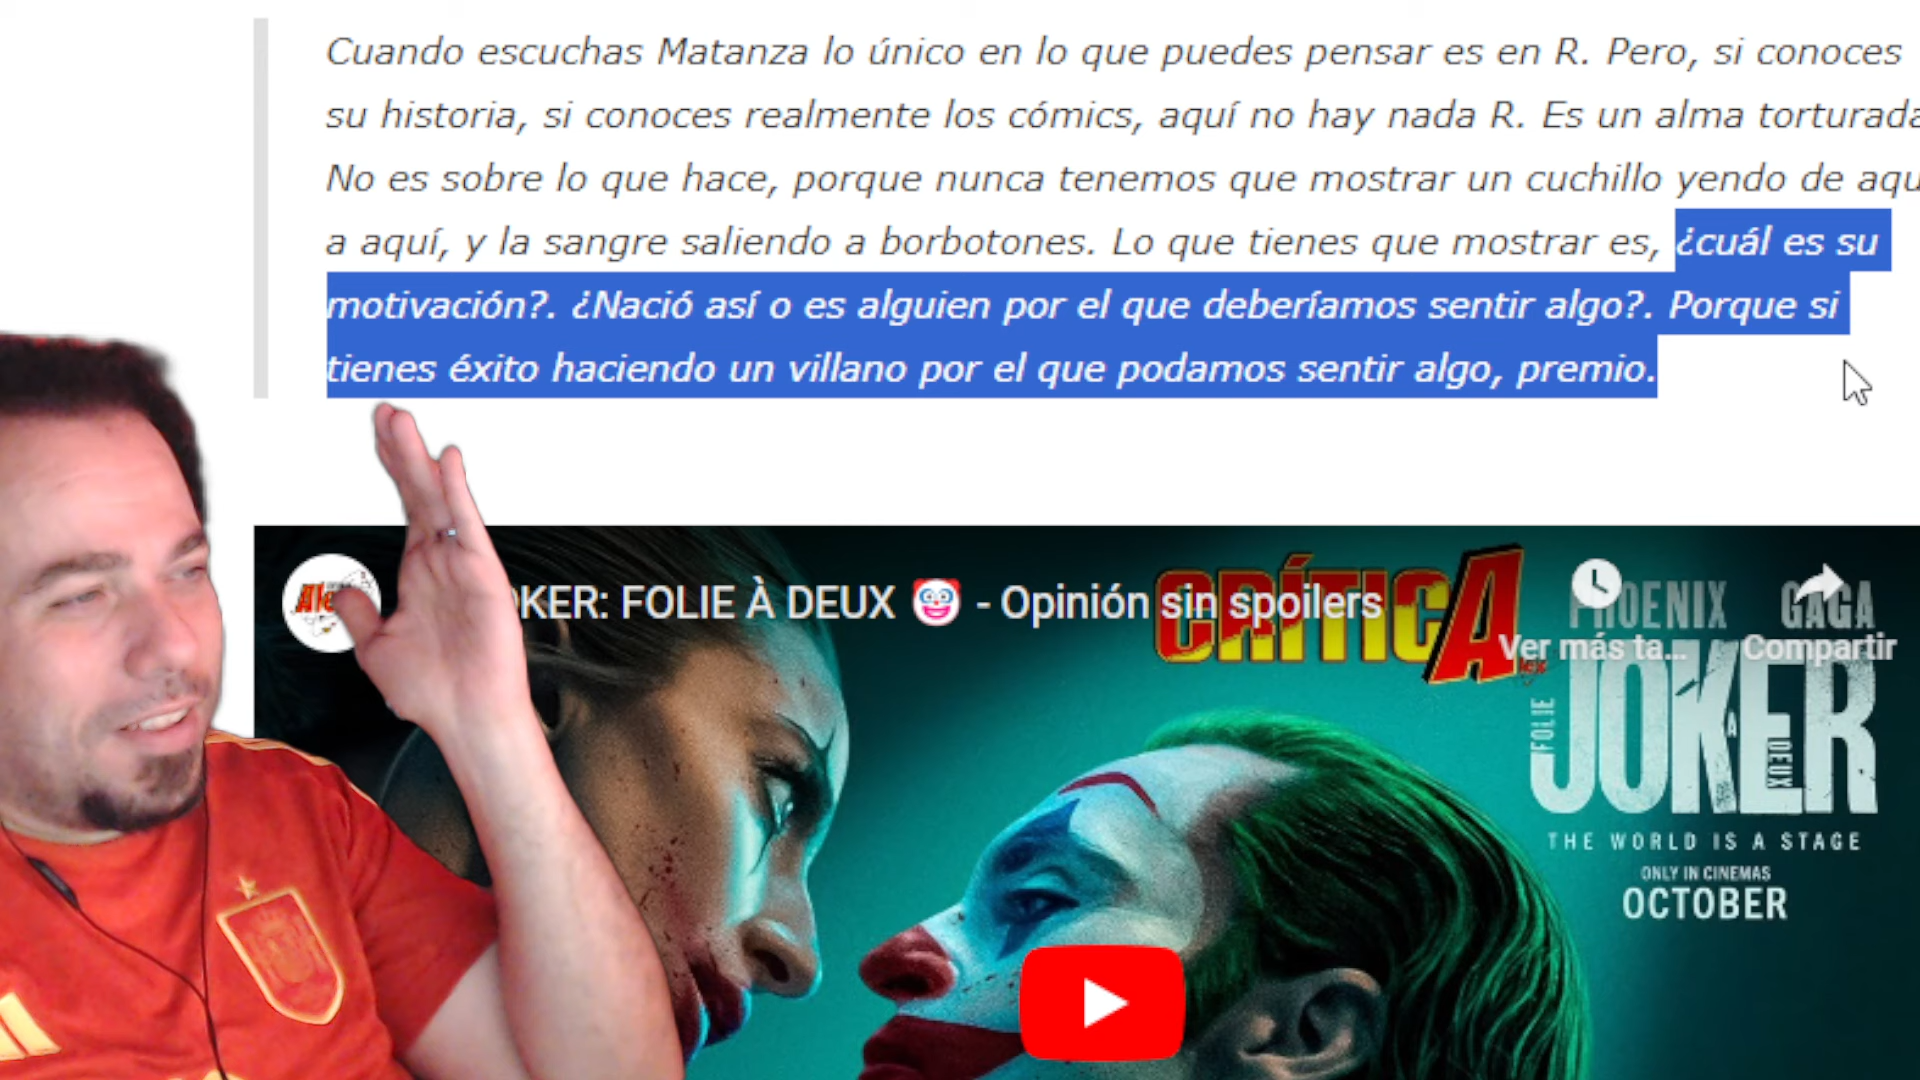 Cuando escuchas Matanza lo único en lo que puedes pensar es en R. Pero, si conoces
su historia, si conoces realmente los cómics, aquí no hay nada R. Es un alma torturada
No es sobre lo que hace, porque nunca tenemos que mostrar un cuchillo yendo de aqu
a aquí, y la sangre saliendo a borbotones. Lo que tienes que mostrar es, ¿cuál es su
motivación?. ¿Nació así o es alguien por el que deberíamos sentir algo?. Porque si
tienes éxito haciendo un villano por el que podamos sentir algo, premio.
OKER: FOLIE À DEUX 🤡 - Opinión sin spoilers
CRÍTICA
Ver más ta...
Compartir
PHOENIX GAGA
JOKER
FOLIE
À
DEUX
THE WORLD IS A STAGE
ONLY IN CINEMAS
OCTOBER